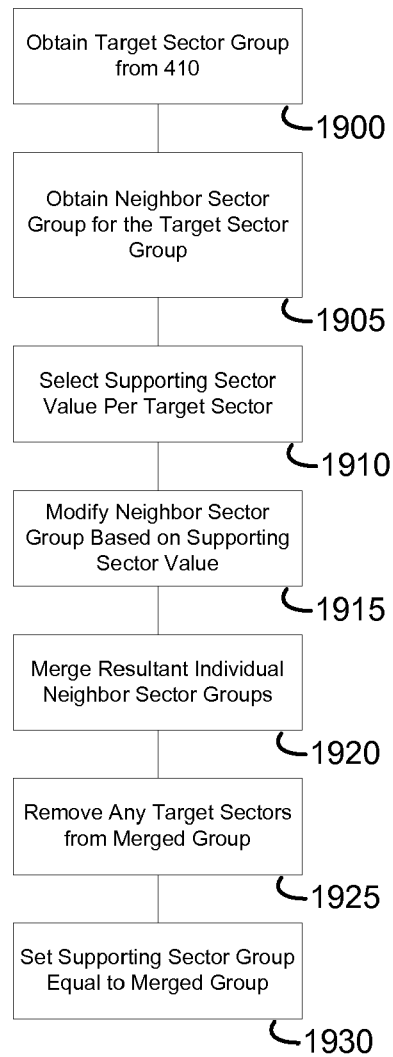 Obtain Target Sector Group
from 410
1900
Obtain Neighbor Sector
Group for the Target Sector
Group
1905
Select Supporting Sector
Value Per Target Sector
1910
Modify Neighbor Sector
Group Based on Supporting
Sector Value
1915
Merge Resultant Individual
Neighbor Sector Groups
1920
Remove Any Target Sectors
from Merged Group
1925
Set Supporting Sector Group
Equal to Merged Group
1930